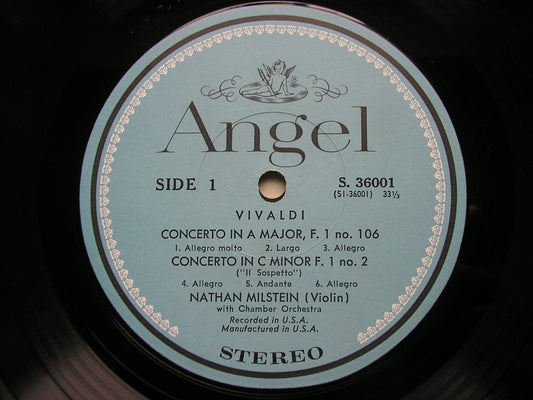 Angel
SIDE 1
S. 36001
(S1-36001) 33⅓
VIVALDI
CONCERTO IN A MAJOR, F. 1 no. 106
1. Allegro molto 2. Largo 3. Allegro
CONCERTO IN C MINOR F. 1 no. 2
("Il Sospetto")
4. Allegro 5. Andante 6. Allegro
NATHAN MILSTEIN (Violin)
with Chamber Orchestra
Recorded in U.S.A.
Manufactured in U.S.A.
STEREO